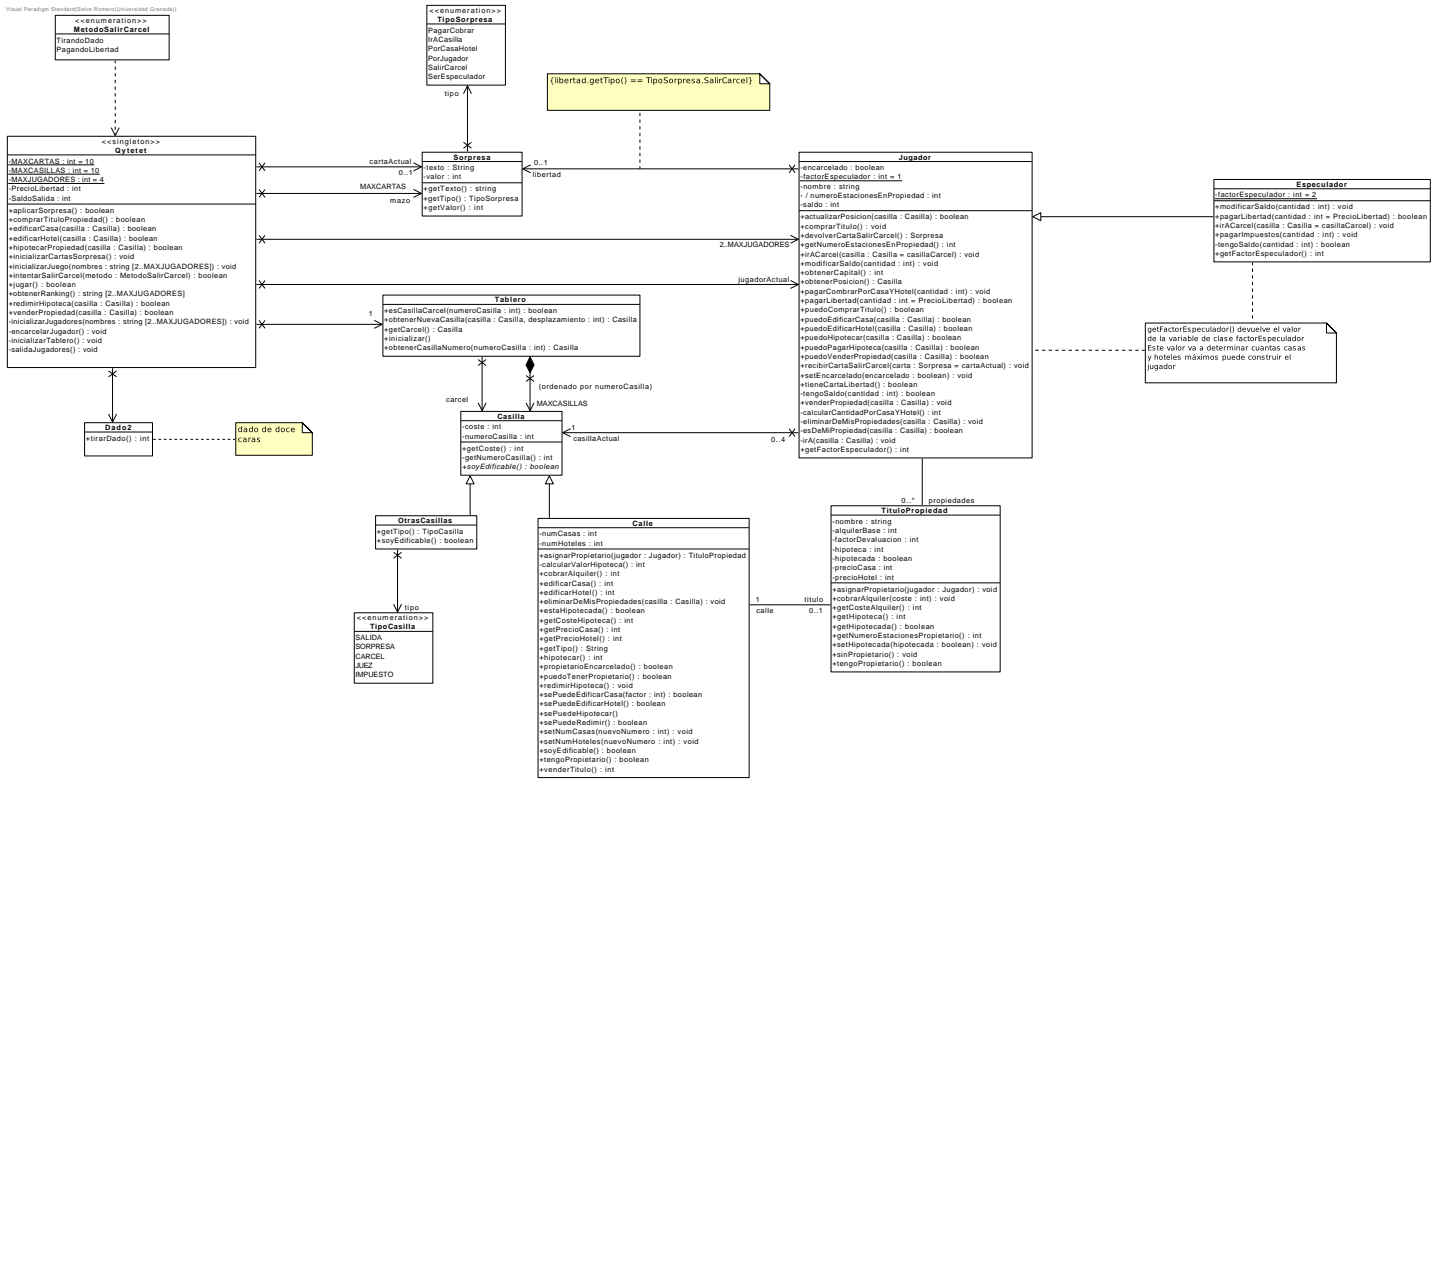 Visual Paradigm Standard(Salva Romero(Universidad Granada))
<<enumeration>>
MetodoSalirCarcel
TirandoDado
PagandoLibertad
<<enumeration>>
TipoSorpresa
PagarCobrar
IrACasilla
PorCasaHotel
PorJugador
SalirCarcel
SerEspeculador
tipo
{libertad.getTipo() == TipoSorpresa.SalirCarcel}
<<singleton>>
Qytetet
-MAXCARTAS : int = 10
-MAXCASILLAS : int = 10
-MAXJUGADORES : int = 4
-PrecioLibertad : int
-SaldoSalida : int
+aplicarSorpresa() : boolean
+comprarTituloPropiedad() : boolean
+edificarCasa(casilla : Casilla) : boolean
+edificarHotel(casilla : Casilla) : boolean
+hipotecarPropiedad(casilla : Casilla) : boolean
+inicializarCartasSorpresa() : void
+inicializarJuego(nombres : string [2..MAXJUGADORES]) : void
+intentarSalirCarcel(metodo : MetodoSalirCarcel) : boolean
+jugar() : boolean
+obtenerRanking() : string [2..MAXJUGADORES]
+redimirHipoteca(casilla : Casilla) : boolean
+venderPropiedad(casilla : Casilla) : boolean
-inicializarJugadores(nombres : string [2..MAXJUGADORES]) : void
-encarcelarJugador() : void
-inicializarTablero() : void
-salidaJugadores() : void
cartaActual
0..1
MAXCARTAS
mazo
Sorpresa
-texto : String
-valor : int
+getTexto() : string
+getTipo() : TipoSorpresa
+getValor() : int
0..1
libertad
2..MAXJUGADORES
jugadorActual
1
Jugador
-encarcelado : boolean
-factorEspeculador : int = 1
-nombre : string
- / numeroEstacionesEnPropiedad : int
-saldo : int
+actualizarPosicion(casilla : Casilla) : boolean
+comprarTitulo() : void
+devolverCartaSalirCarcel() : Sorpresa
+getNumeroEstacionesEnPropiedad() : int
+irACarcel(casilla : Casilla = casillaCarcel) : void
+modificarSaldo(cantidad : int) : void
+obtenerCapital() : int
+obtenerPosicion() : Casilla
+pagarCombrarPorCasaYHotel(cantidad : int) : void
+pagarLibertad(cantidad : int = PrecioLibertad) : boolean
+puedoComprarTitulo() : boolean
+puedoEdificarCasa(casilla : Casilla) : boolean
+puedoEdificarHotel(casilla : Casilla) : boolean
+puedoHipotecar(casilla : Casilla) : boolean
+puedoPagarHipoteca(casilla : Casilla) : boolean
+puedoVenderPropiedad(casilla : Casilla) : boolean
+recibirCartaSalirCarcel(carta : Sorpresa = cartaActual) : void
+setEncarcelado(encarcelado : boolean) : void
+tieneCartaLibertad() : boolean
-tengoSaldo(cantidad : int) : boolean
+venderPropiedad(casilla : Casilla) : void
-calcularCantidadPorCasaYHotel() : int
-eliminarDeMisPropiedades(casilla : Casilla) : void
-esDeMiPropiedad(casilla : Casilla) : boolean
-irA(casilla : Casilla) : void
+getFactorEspeculador() : int
Especulador
-factorEspeculador : int = 2
+modificarSaldo(cantidad : int) : void
+pagarLibertad(cantidad : int = PrecioLibertad) : boolean
+irACarcel(casilla : Casilla = casillaCarcel) : void
+pagarImpuestos(cantidad : int) : void
-tengoSaldo(cantidad : int) : boolean
+getFactorEspeculador() : int
getFactorEspeculador() devuelve el valor
de la variable de clase factorEspeculador
Este valor va a determinar cuantas casas
y hoteles máximos puede construir el
jugador
Tablero
+esCasillaCarcel(numeroCasilla : int) : boolean
+obtenerNuevaCasilla(casilla : Casilla, desplazamiento : int) : Casilla
+getCarcel() : Casilla
+inicializar()
+obtenerCasillaNumero(numeroCasilla : int) : Casilla
carcel
{ordenado por numeroCasilla}
MAXCASILLAS
Casilla
-coste : int
-numeroCasilla : int
+getCoste() : int
-getNumeroCasilla() : int
+soyEdificable() : boolean
1
casillaActual
0..4
Dado2
+tirarDado() : int
dado de doce
caras
0..*
propiedades
TituloPropiedad
-nombre : string
-alquilerBase : int
-factorDevaluacion : int
-hipoteca : int
-hipotecada : boolean
-precioCasa : int
-precioHotel : int
+asignarPropietario(jugador : Jugador) : void
+cobrarAlquiler(coste : int) : void
+getCosteAlquiler() : int
+getHipoteca() : int
+getHipotecada() : boolean
+getNumeroEstacionesPropietario() : int
+setHipotecada(hipotecada : boolean) : void
+sinPropietario() : void
+tengoPropietario() : boolean
OtrasCasillas
+getTipo() : TipoCasilla
+soyEdificable() : boolean
tipo
<<enumeration>>
TipoCasilla
SALIDA
SORPRESA
CARCEL
JUEZ
IMPUESTO
Calle
-numCasas : int
-numHoteles : int
+asignarPropietario(jugador : Jugador) : TituloPropiedad
-calcularValorHipoteca() : int
+cobrarAlquiler() : int
+edificarCasa() : int
+edificarHotel() : int
+eliminarDeMisPropiedades(casilla : Casilla) : void
+estaHipotecada() : boolean
+getCosteHipoteca() : int
+getPrecioCasa() : int
+getPrecioHotel() : int
+getTipo() : String
+hipotecar() : int
+propietarioEncarcelado() : boolean
+puedoTenerPropietario() : boolean
+redimirHipoteca() : void
+sePuedeEdificarCasa(factor : int) : boolean
+sePuedeEdificarHotel() : boolean
+sePuedeHipotecar()
+sePuedeRedimir() : boolean
+setNumCasas(nuevoNumero : int) : void
+setNumHoteles(nuevoNumero : int) : void
+soyEdificable() : boolean
+tengoPropietario() : boolean
+venderTitulo() : int
1
titulo
calle
0..1